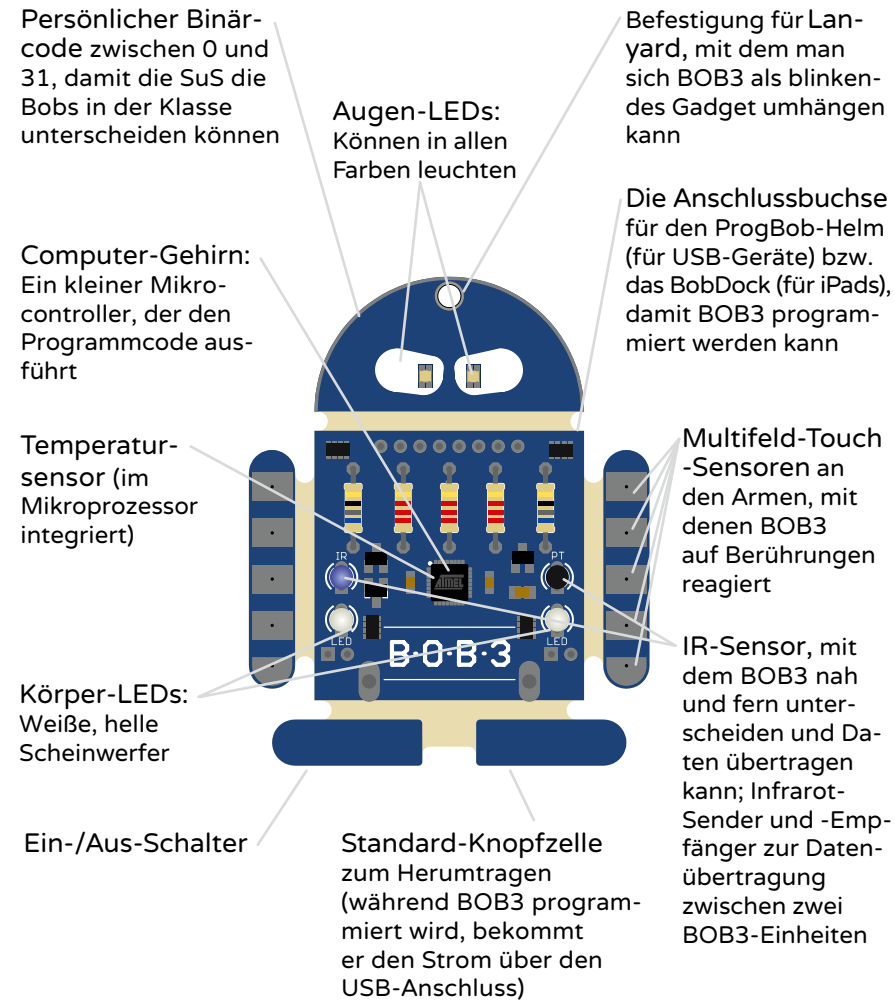 Persönlicher Binär-
code zwischen 0 und
31, damit die SuS die
Bobs in der Klasse
unterscheiden können
Augen-LEDs:
Können in allen
Farben leuchten
Befestigung für Lan-
yard, mit dem man
sich BOB3 als blinken-
des Gadget umhängen
kann
Computer-Gehirn:
Ein kleiner Mikro-
controller, der den
Programmcode aus-
führt
Die Anschlussbuchse
für den ProgBob-Helm
(für USB-Geräte) bzw.
das BobDock (für iPads),
damit BOB3 program-
miert werden kann
Temperatur-
sensor (im
Mikroprozessor
integriert)
Multifeld-Touch
-Sensoren an
den Armen, mit
denen BOB3
auf Berührungen
reagiert
IR
PT
ATMEL
LED
LED
B·O·B·3
Körper-LEDs:
Weiße, helle
Scheinwerfer
IR-Sensor, mit
dem BOB3 nah
und fern unter-
scheiden und Da-
ten übertragen
kann; Infrarot-
Sender und -Emp-
fänger zur Daten-
übertragung
zwischen zwei
BOB3-Einheiten
Ein-/Aus-Schalter
Standard-Knopfzelle
zum Herumtragen
(während BOB3 program-
miert wird, bekommt
er den Strom über den
USB-Anschluss)